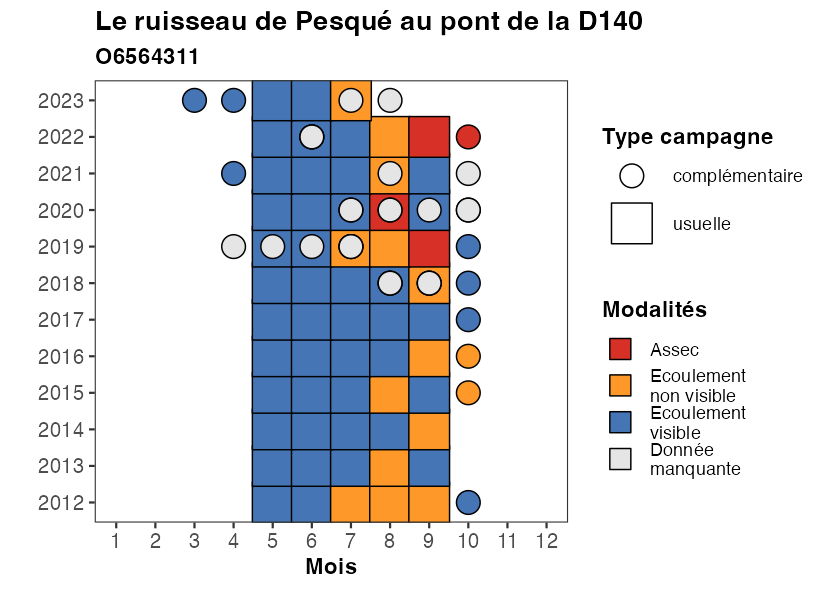 Le ruisseau de Pesqué au pont de la D140
O6564311
2023
2022
2021
2020
2019
2018
2017
2016
2015
2014
2013
2012
1 2 3 4 5 6 7 8 9 10 11 12
Mois
Type campagne
complémentaire
usuelle
Modalités
Assec
Ecoulement
non visible
Ecoulement
visible
Donnée
manquante